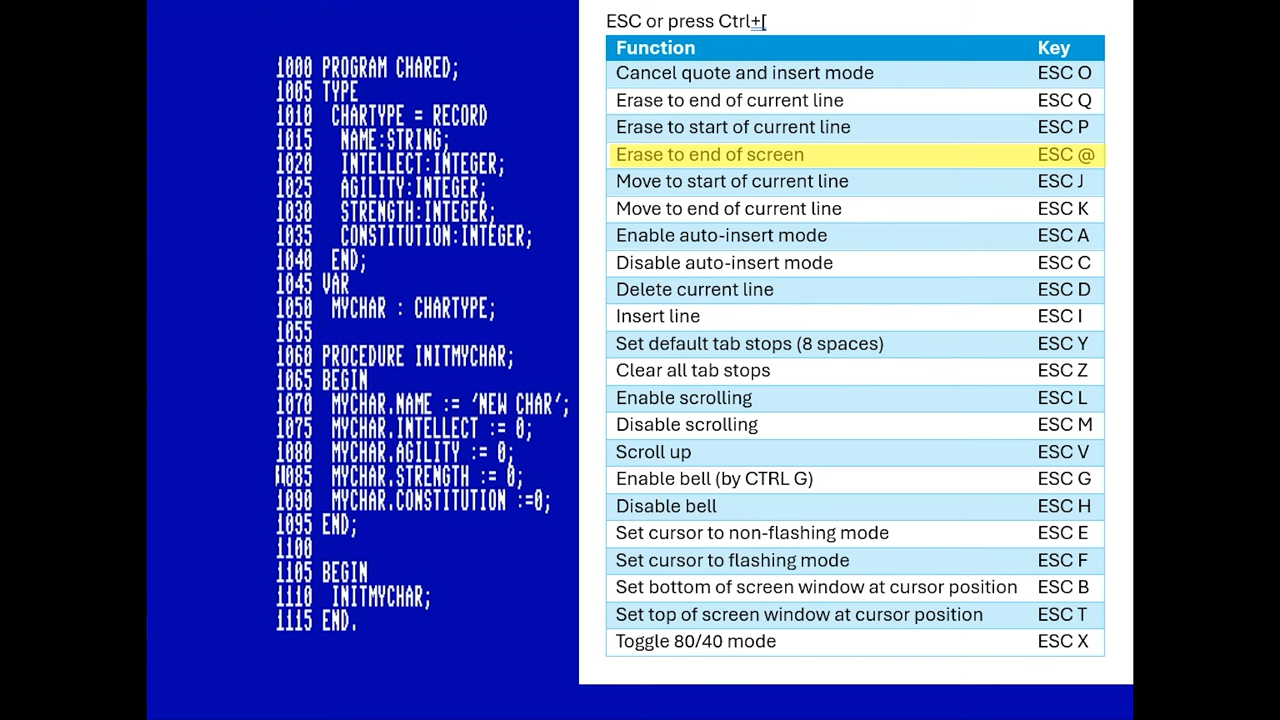 1000 PROGRAM CHARED;
1005 TYPE
1010 CHARTYPE = RECORD
1015 NAME:STRING;
1020 INTELLECT:INTEGER;
1025 AGILITY:INTEGER;
1030 STRENGTH:INTEGER;
1035 CONSTITUTION:INTEGER;
1040 END;
1045 VAR
1050 MYCHAR : CHARTYPE;
1055
1060 PROCEDURE INITMYCHAR;
1065 BEGIN
1070 MYCHAR.NAME := 'NEW CHAR';
1075 MYCHAR.INTELLECT := 0;
1080 MYCHAR.AGILITY := 0;
1085 MYCHAR.STRENGTH := 0;
1090 MYCHAR.CONSTITUTION :=0;
1095 END;
1100
1105 BEGIN
1110 INITMYCHAR;
1115 END.
ESC or press Ctrl+[
Function Key
Cancel quote and insert mode ESC O
Erase to end of current line ESC Q
Erase to start of current line ESC P
Erase to end of screen ESC @
Move to start of current line ESC J
Move to end of current line ESC K
Enable auto-insert mode ESC A
Disable auto-insert mode ESC C
Delete current line ESC D
Insert line ESC I
Set default tab stops (8 spaces) ESC Y
Clear all tab stops ESC Z
Enable scrolling ESC L
Disable scrolling ESC M
Scroll up ESC V
Enable bell (by CTRL G) ESC G
Disable bell ESC H
Set cursor to non-flashing mode ESC E
Set cursor to flashing mode ESC F
Set bottom of screen window at cursor position ESC B
Set top of screen window at cursor position ESC T
Toggle 80/40 mode ESC X